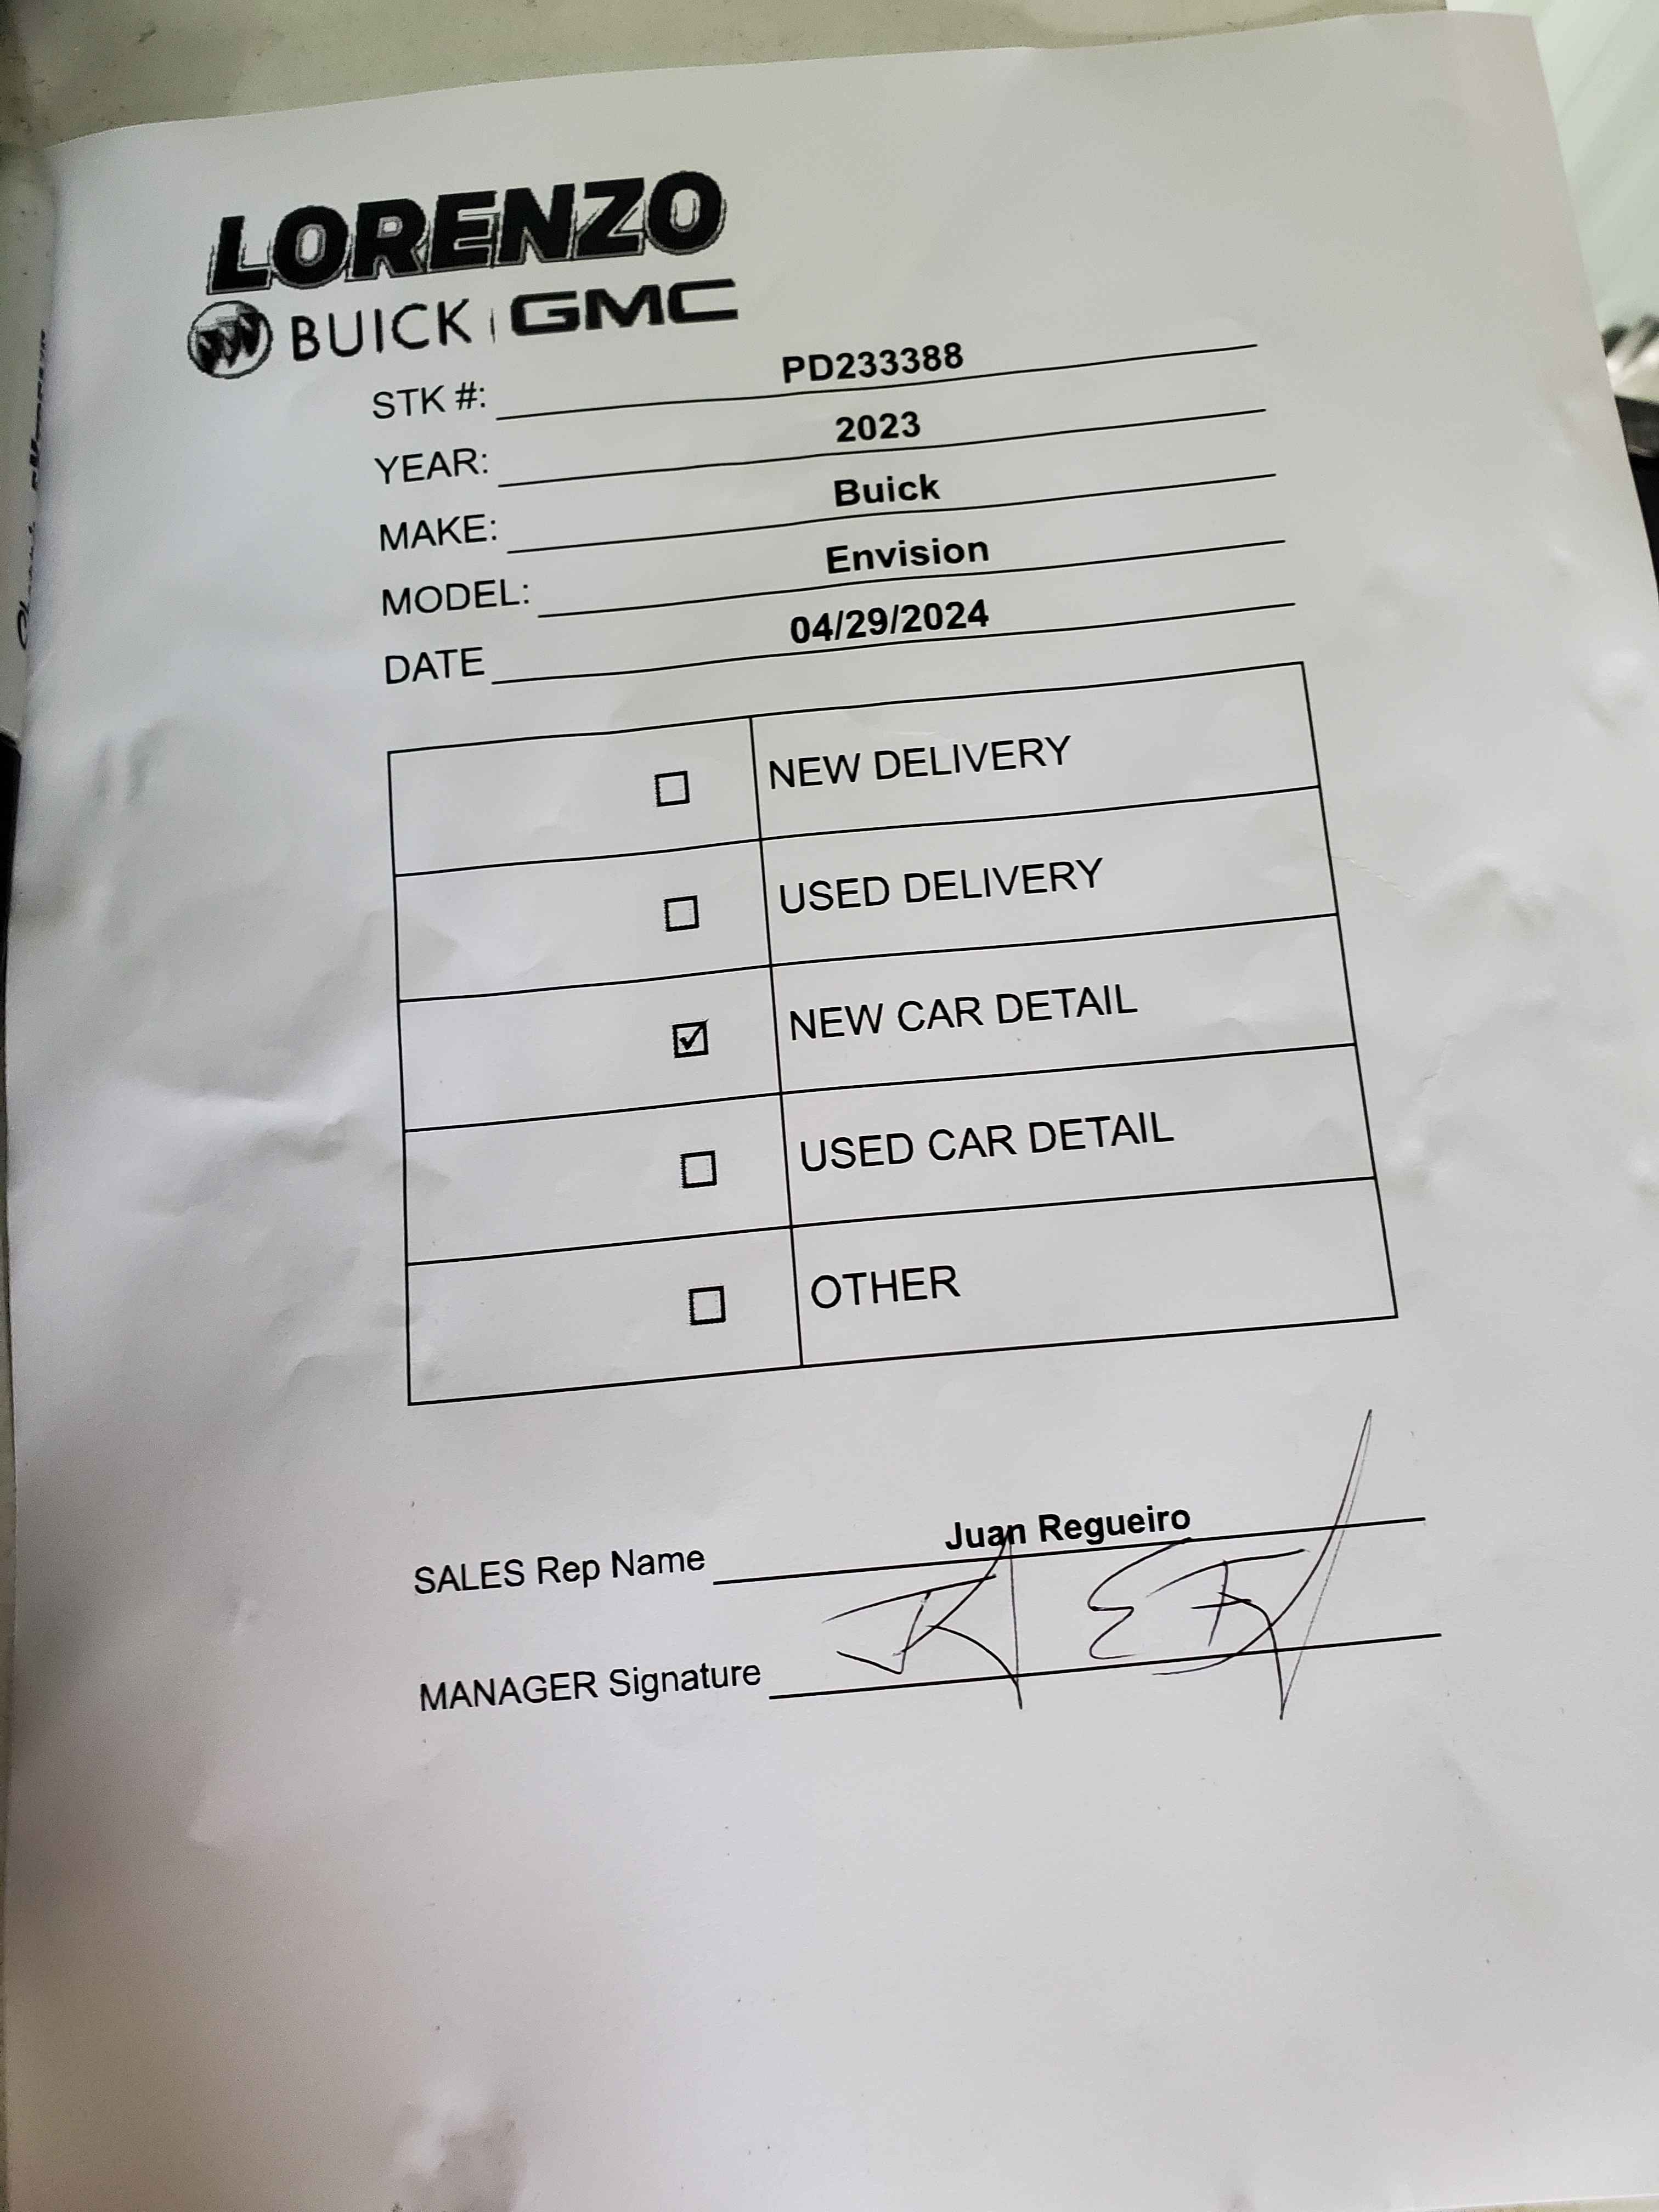 LORENZO
BUICK | GMC
STK #: PD233388
YEAR: 2023
MAKE: Buick
MODEL: Envision
DATE 04/29/2024
☐ NEW DELIVERY
☐ USED DELIVERY
☑ NEW CAR DETAIL
☐ USED CAR DETAIL
☐ OTHER
SALES Rep Name Juan Regueiro
MANAGER Signature